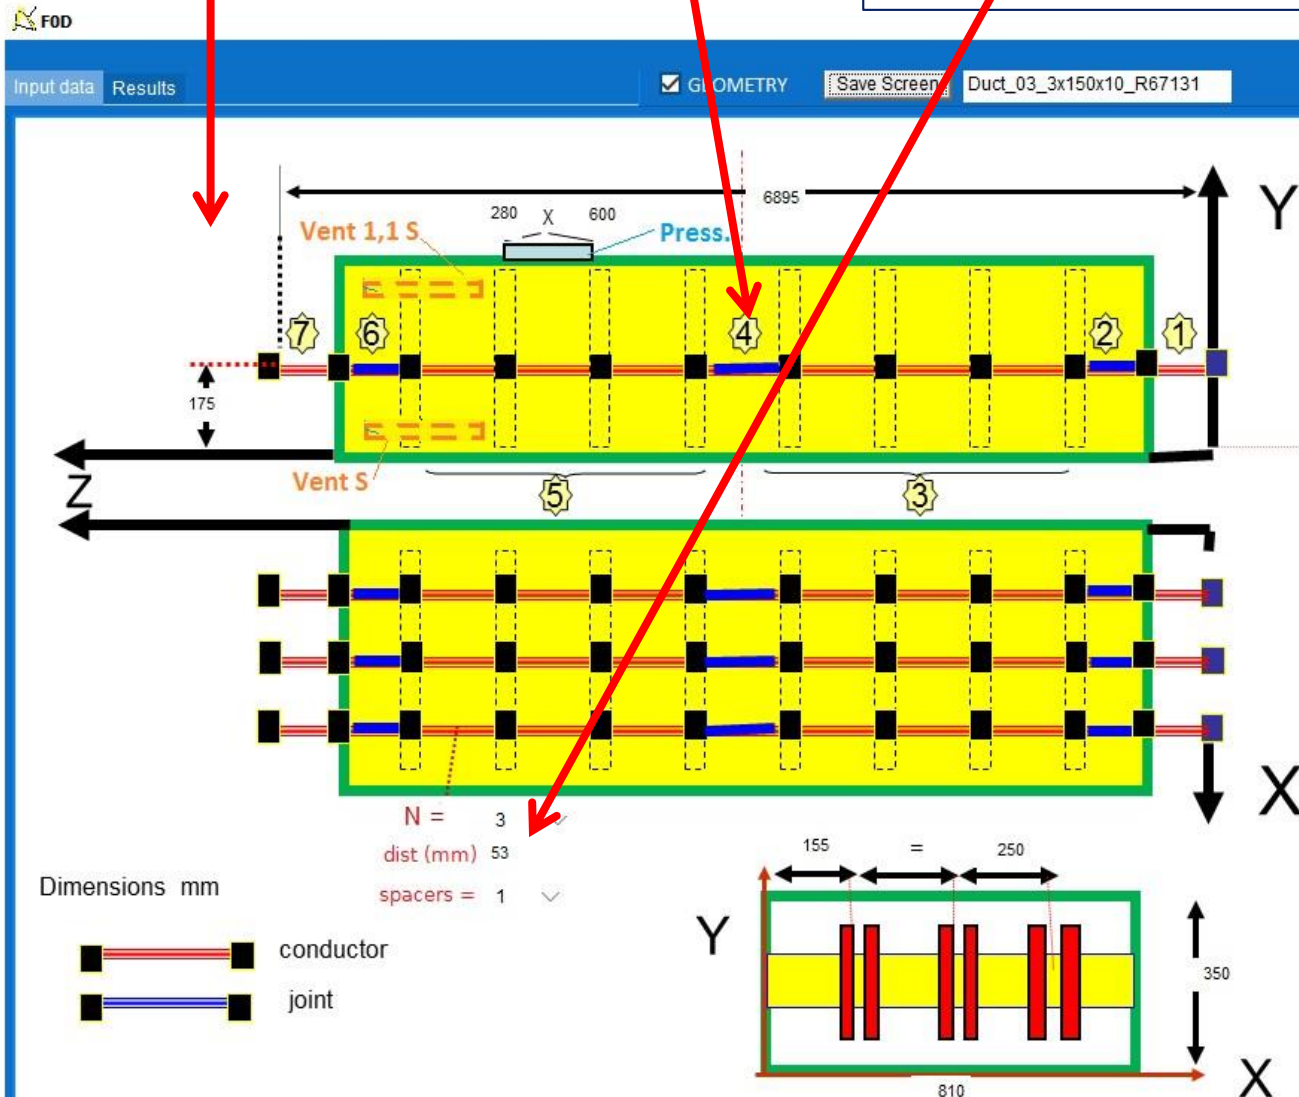 F0D
Input data Results GEOMETRY Save Screen Duct_03_3x150x10_R67131
6895
Y
280 X 600
Vent 1,1 S
Press.
7 6 4 2 1
175
Vent S
Z
5 3
X
N = 3
dist (mm) 53
spacers = 1
155 = 250
Dimensions mm
Y
conductor
350
joint
X
810